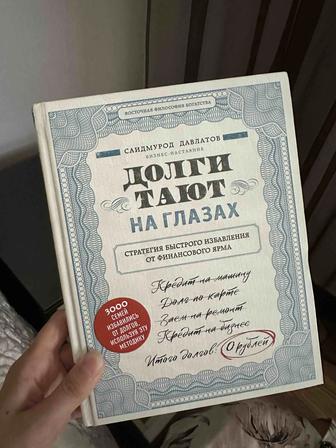 ВОСТОЧНАЯ ФИЛОСОФИЯ БОГАТСТВА
САИДМУРОД ДАВЛАТОВ
БИЗНЕС-НАСТАВНИК
ДОЛГИ
ТАЮТ
НА ГЛАЗАХ
СТРАТЕГИЯ БЫСТРОГО ИЗБАВЛЕНИЯ
ОТ ФИНАНСОВОГО ЯРМА
Кредит на машину
Долг по карте
Заем на ремонт
Кредит на бизнес
Итого долгов: 0 рублей
3000
СЕМЕЙ
ИЗБАВИЛИСЬ
ОТ ДОЛГОВ,
ИСПОЛЬЗУЯ ЭТУ
МЕТОДИКУ